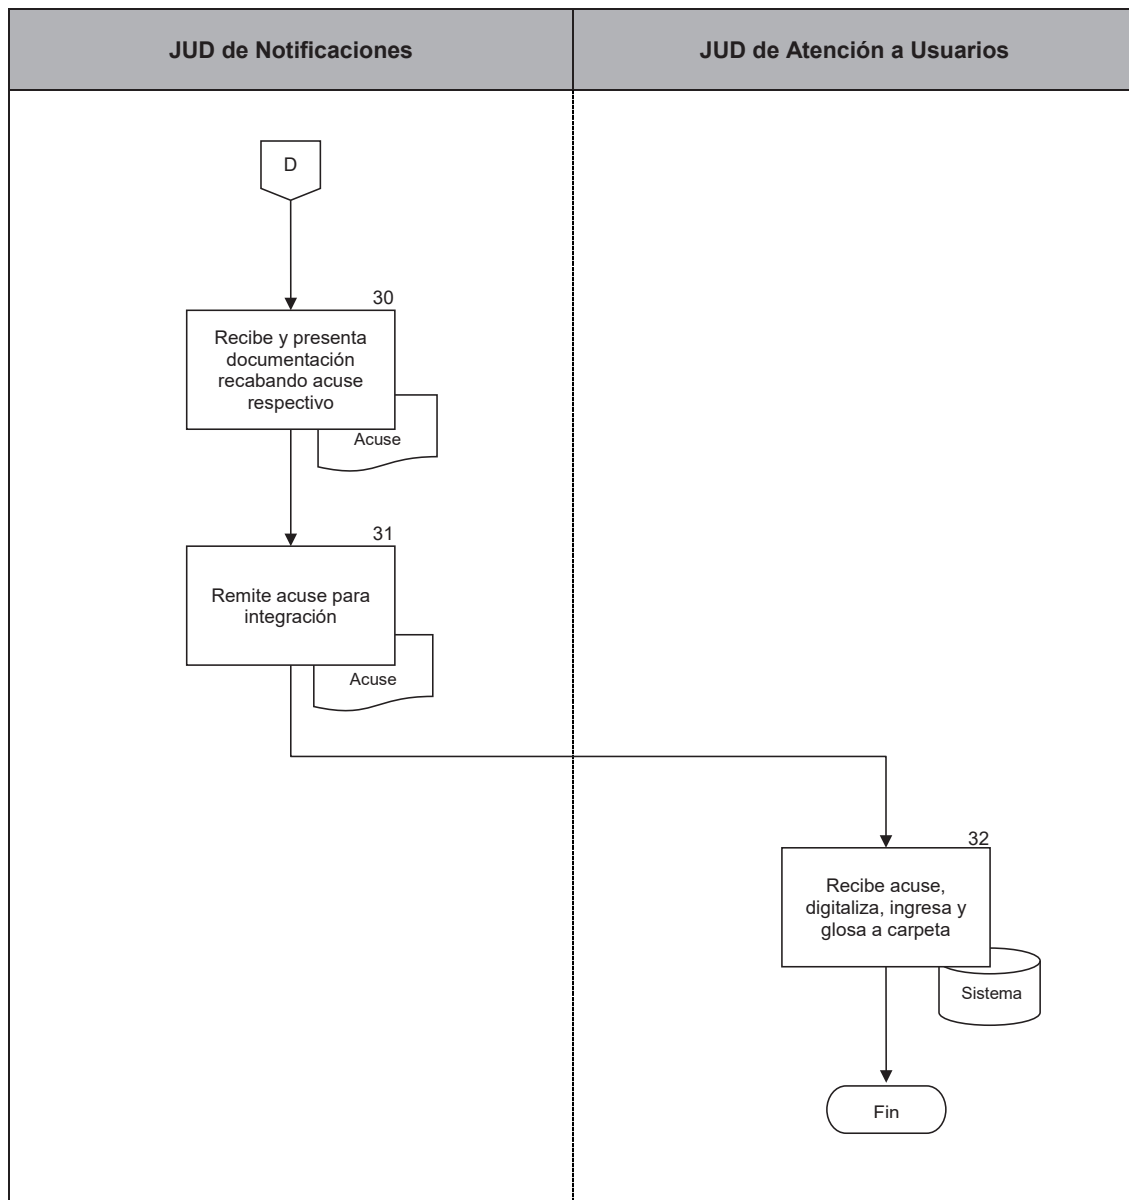 JUD de Notificaciones
JUD de Atención a Usuarios
D
30
Recibe y presenta
documentación
recabando acuse
respectivo
Acuse
31
Remite acuse para
integración
Acuse
32
Recibe acuse,
digitaliza, ingresa y
glosa a carpeta
Sistema
Fin